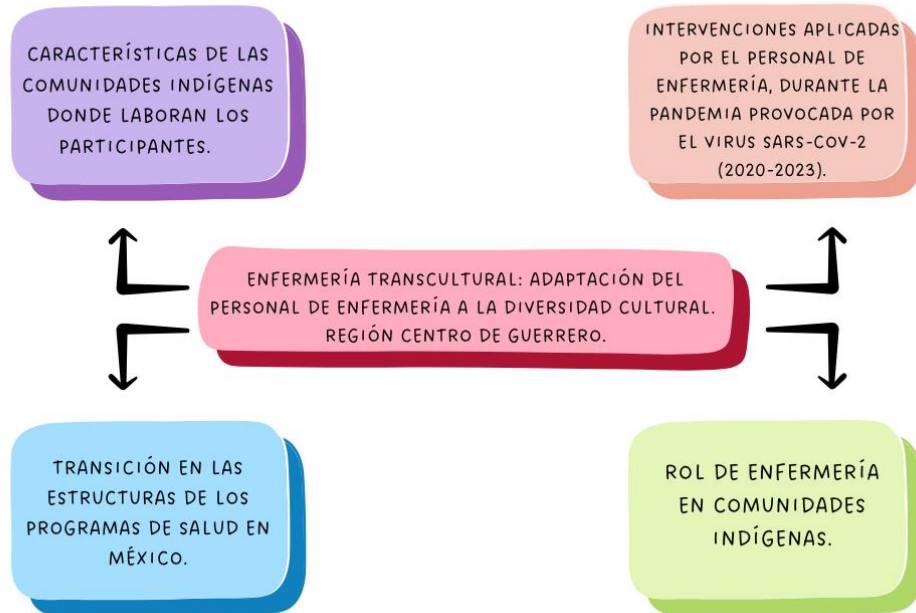 CARACTERÍSTICAS DE LAS
COMUNIDADES INDÍGENAS
DONDE LABORAN LOS
PARTICIPANTES.
INTERVENCIONES APLICADAS
POR EL PERSONAL DE
ENFERMERÍA, DURANTE LA
PANDEMIA PROVOCADA POR
EL VIRUS SARS-COV-2
(2020-2023).
ENFERMERÍA TRANSCULTURAL: ADAPTACIÓN DEL
PERSONAL DE ENFERMERÍA A LA DIVERSIDAD CULTURAL.
REGIÓN CENTRO DE GUERRERO.
TRANSICIÓN EN LAS
ESTRUCTURAS DE LOS
PROGRAMAS DE SALUD EN
MÉXICO.
ROL DE ENFERMERÍA
EN COMUNIDADES
INDÍGENAS.